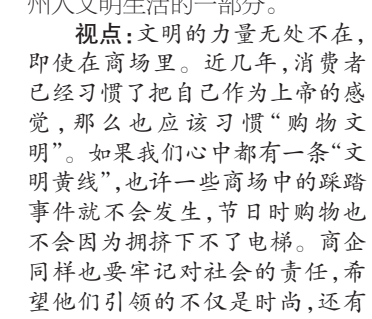 州人文明生活的一部分。
视点:文明的力量无处不在,
即使在商场里。近几年,消费者
已经习惯了把自己作为上帝的感
觉,那么也应该习惯“购物文
明”。如果我们心中都有一条“文
明黄线”,也许一些商场中的踩踏
事件就不会发生,节日时购物也
不会因为拥挤下不了电梯。商企
同样也要牢记对社会的责任,希
望他们引领的不仅是时尚,还有